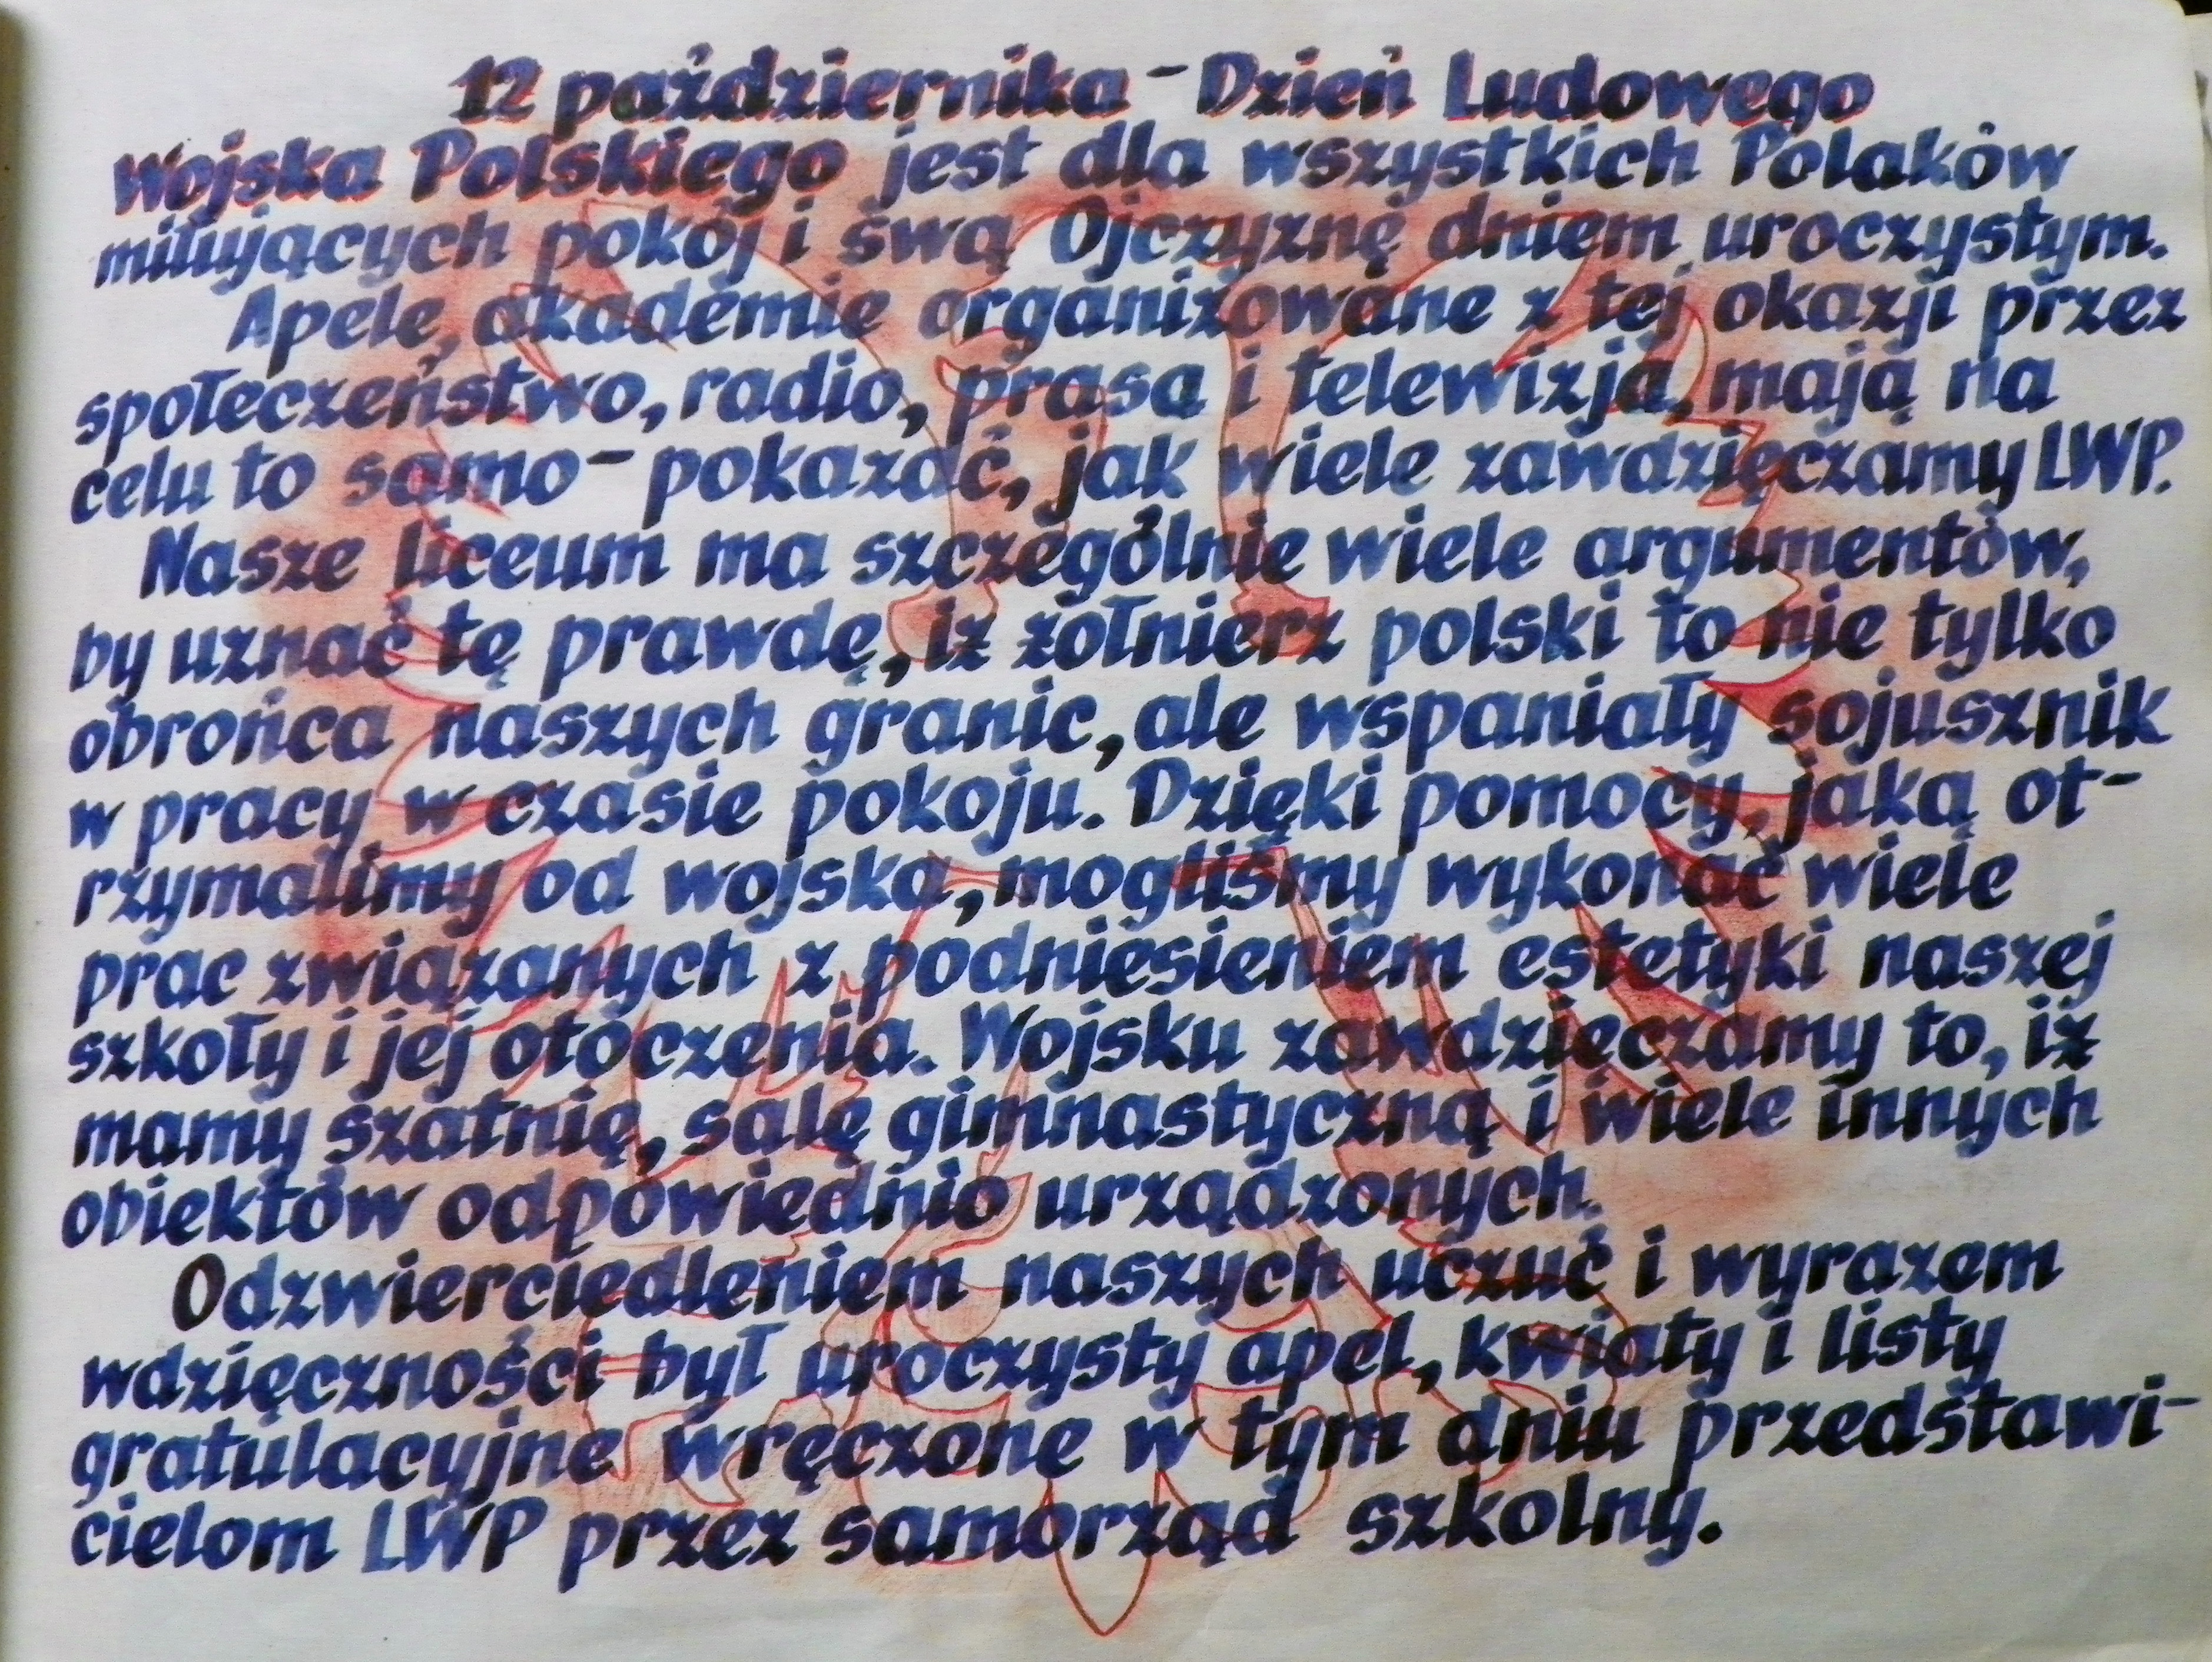 12 października - Dzień Ludowego
Wojska Polskiego jest dla wszystkich Polaków
miłujących pokój i swą Ojczyznę dniem uroczystym.
Apele, akademie organizowane z tej okazji przez
społeczeństwo, radio, prasa i telewizja, mają na
celu to samo - pokazać, jak wiele zawdzięczamy LWP.
Nasze liceum ma szczególnie wiele argumentów,
by uznać tę prawdę, iż żołnierz polski to nie tylko
obrońca naszych granic, ale wspaniały sojusznik
w pracy w czasie pokoju. Dzięki pomocy, jaką ot-
rzymalimy od wojska, mogliśmy wykonać wiele
prac związanych z podniesieniem estetyki naszej
szkoły i jej otoczenia. Wojsku zawdzięczamy to, iż
mamy szatnię, salę gimnastyczną i wiele innych
obiektów odpowiednio urządzonych.
Odzwierciedleniem naszych uczuć i wyrazem
wdzięczności był uroczysty apel, kwiaty i listy
gratulacyjne wręczone w tym dniu przedstawi-
cielom LWP przez samorząd szkolny.